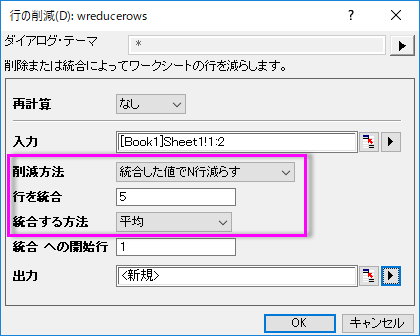 行の削減(D): wreducerows
ダイアログ・テーマ *
削除または統合によってワークシートの行を減らします。
再計算 なし
入力 [Book1]Sheet1!1:2
削減方法 統合した値でN行減らす
行を統合 5
統合する方法 平均
統合 への開始行 1
出力 <新規>
OK キャンセル